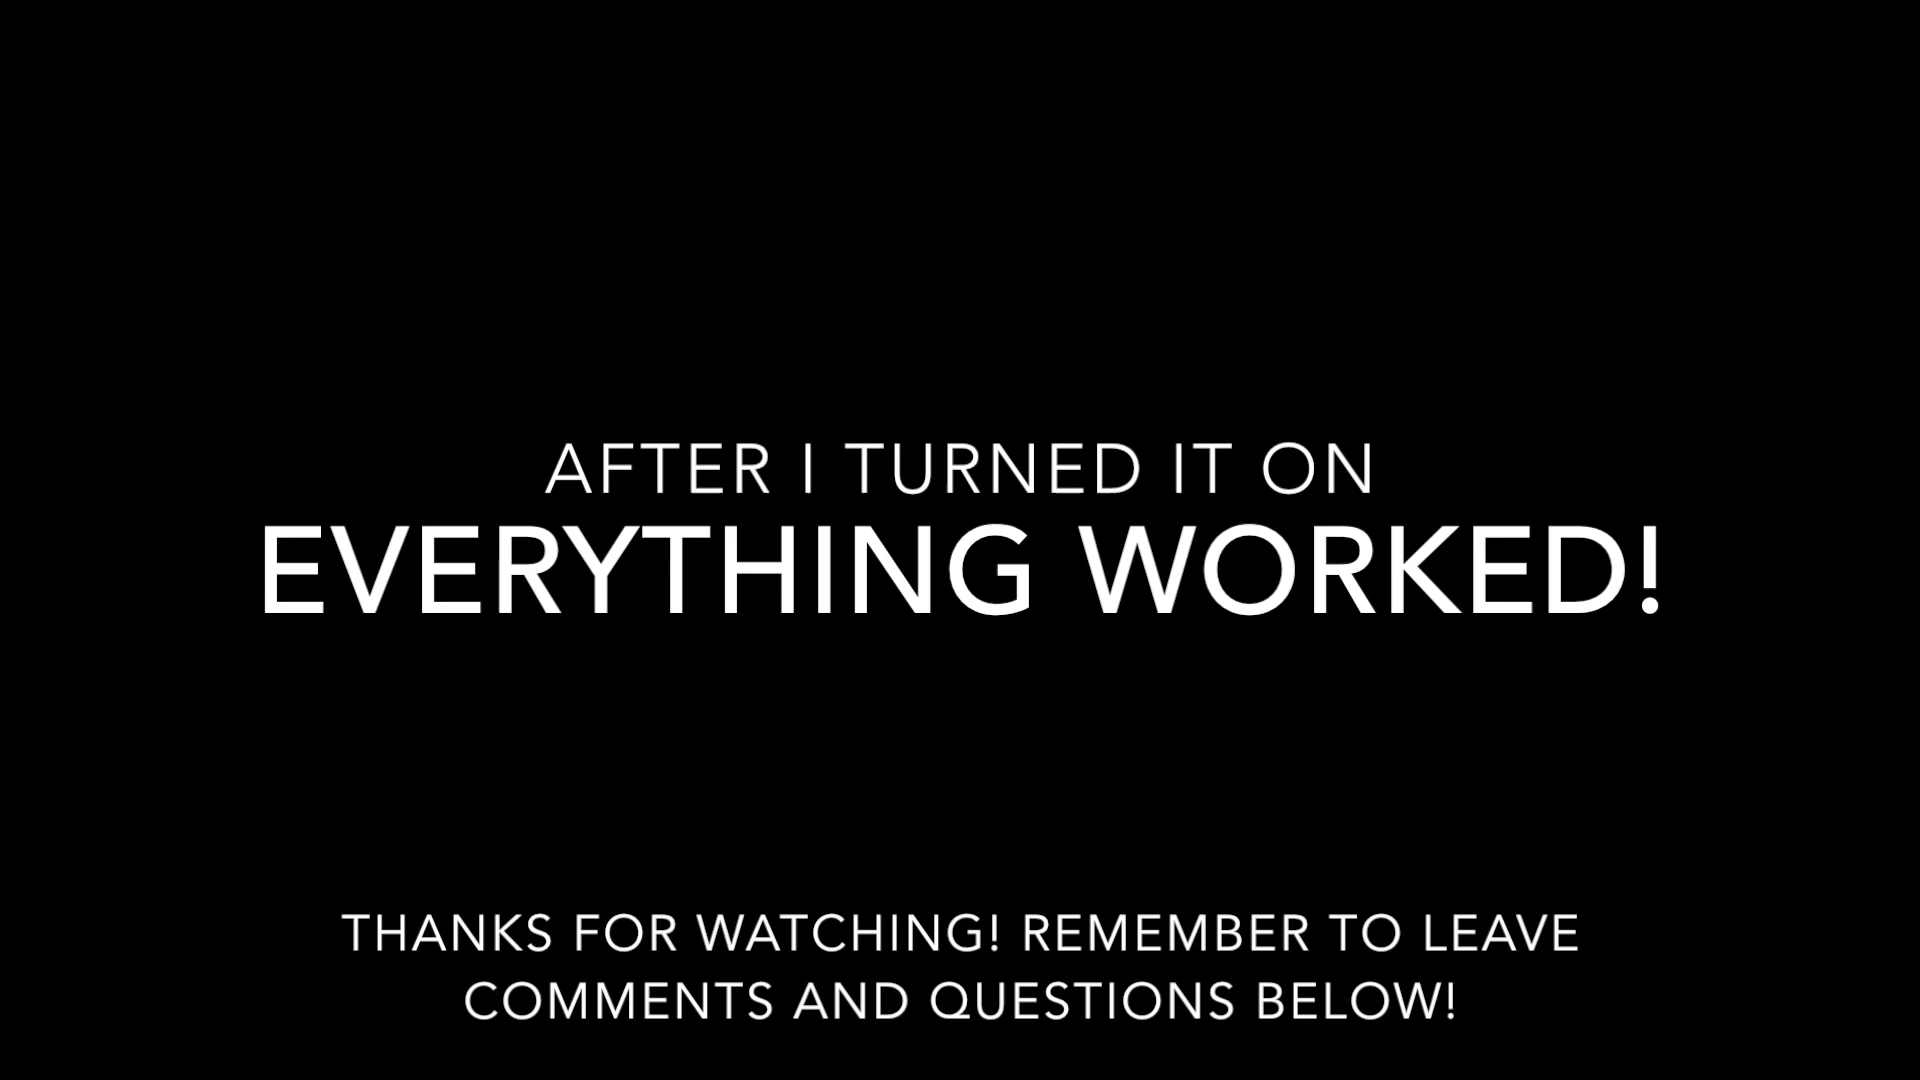 AFTER I TURNED IT ON
EVERYTHING WORKED!
THANKS FOR WATCHING! REMEMBER TO LEAVE
COMMENTS AND QUESTIONS BELOW!